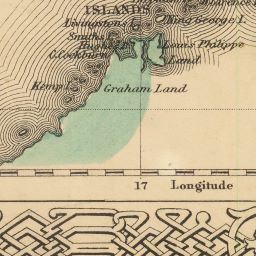 ISLANDS
Livingstons I.
King George I.
Smiths I.
Louis Philippe
Land
C. Cockburn
Kemp I.
Graham Land
17 Longitude